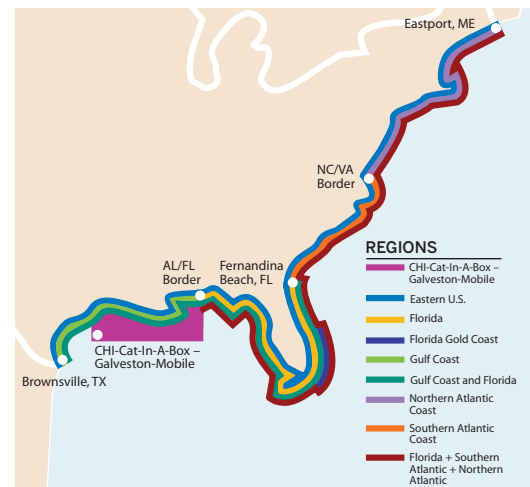 Eastport, ME
NC/VA
Border
AL/FL
Border
Fernandina
Beach, FL
CHI-Cat-In-A-Box –
Galveston-Mobile
Brownsville, TX
REGIONS
CHI-Cat-In-A-Box –
Galveston-Mobile
Eastern U.S.
Florida
Florida Gold Coast
Gulf Coast
Gulf Coast and Florida
Northern Atlantic
Coast
Southern Atlantic
Coast
Florida + Southern
Atlantic + Northern
Atlantic